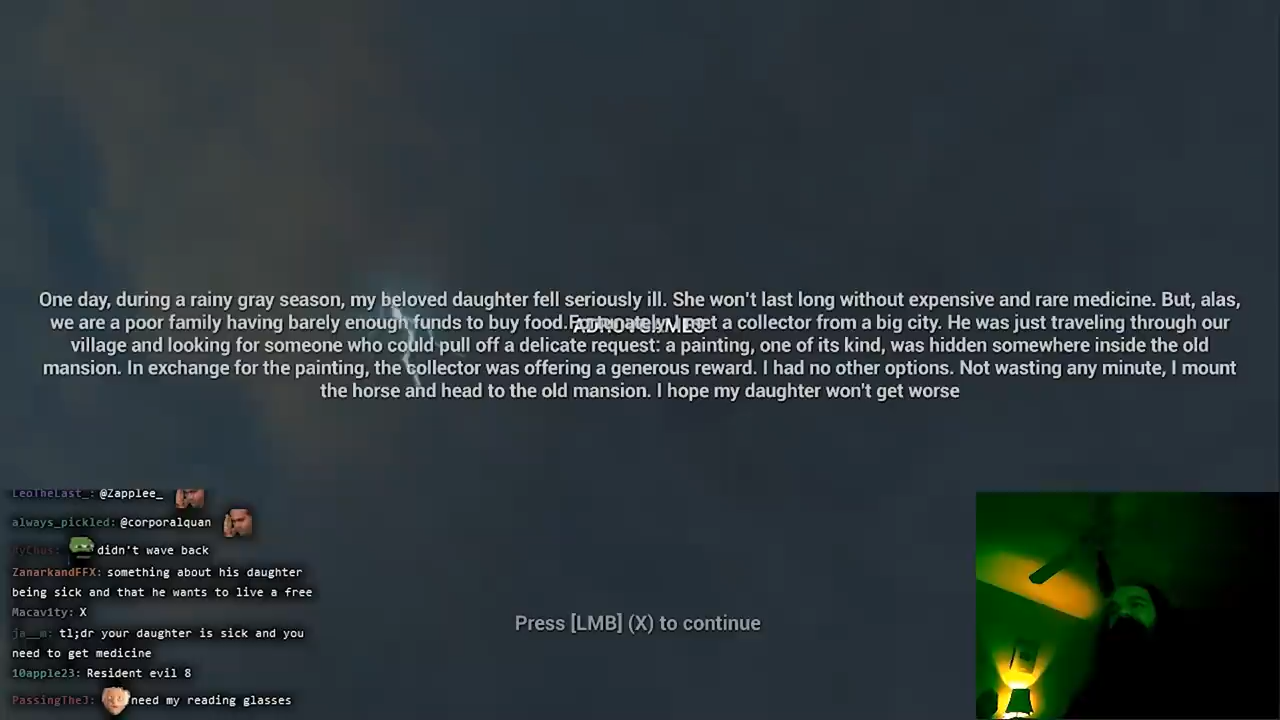 One day, during a rainy gray season, my beloved daughter fell seriously ill. She won't last long without expensive and rare medicine. But, alas,
we are a poor family having barely enough funds to buy food. a collector from a big city. He was just traveling through our
village and looking for someone who could pull off a delicate request: a painting, one of its kind, was hidden somewhere inside the old
mansion. In exchange for the painting, the collector was offering a generous reward. I had no other options. Not wasting any minute, I mount
the horse and head to the old mansion. I hope my daughter won't get worse
LeoTheLast_: @Zapplee_
always_pickled: @corporalquan
didn't wave back
ZanarkandFFX: something about his daughter
being sick and that he wants to live a free
Macav1ty: X
ja__m: tl;dr your daughter is sick and you
need to get medicine
10apple23: Resident evil 8
PassingTheJ: need my reading glasses
Press [LMB] (X) to continue